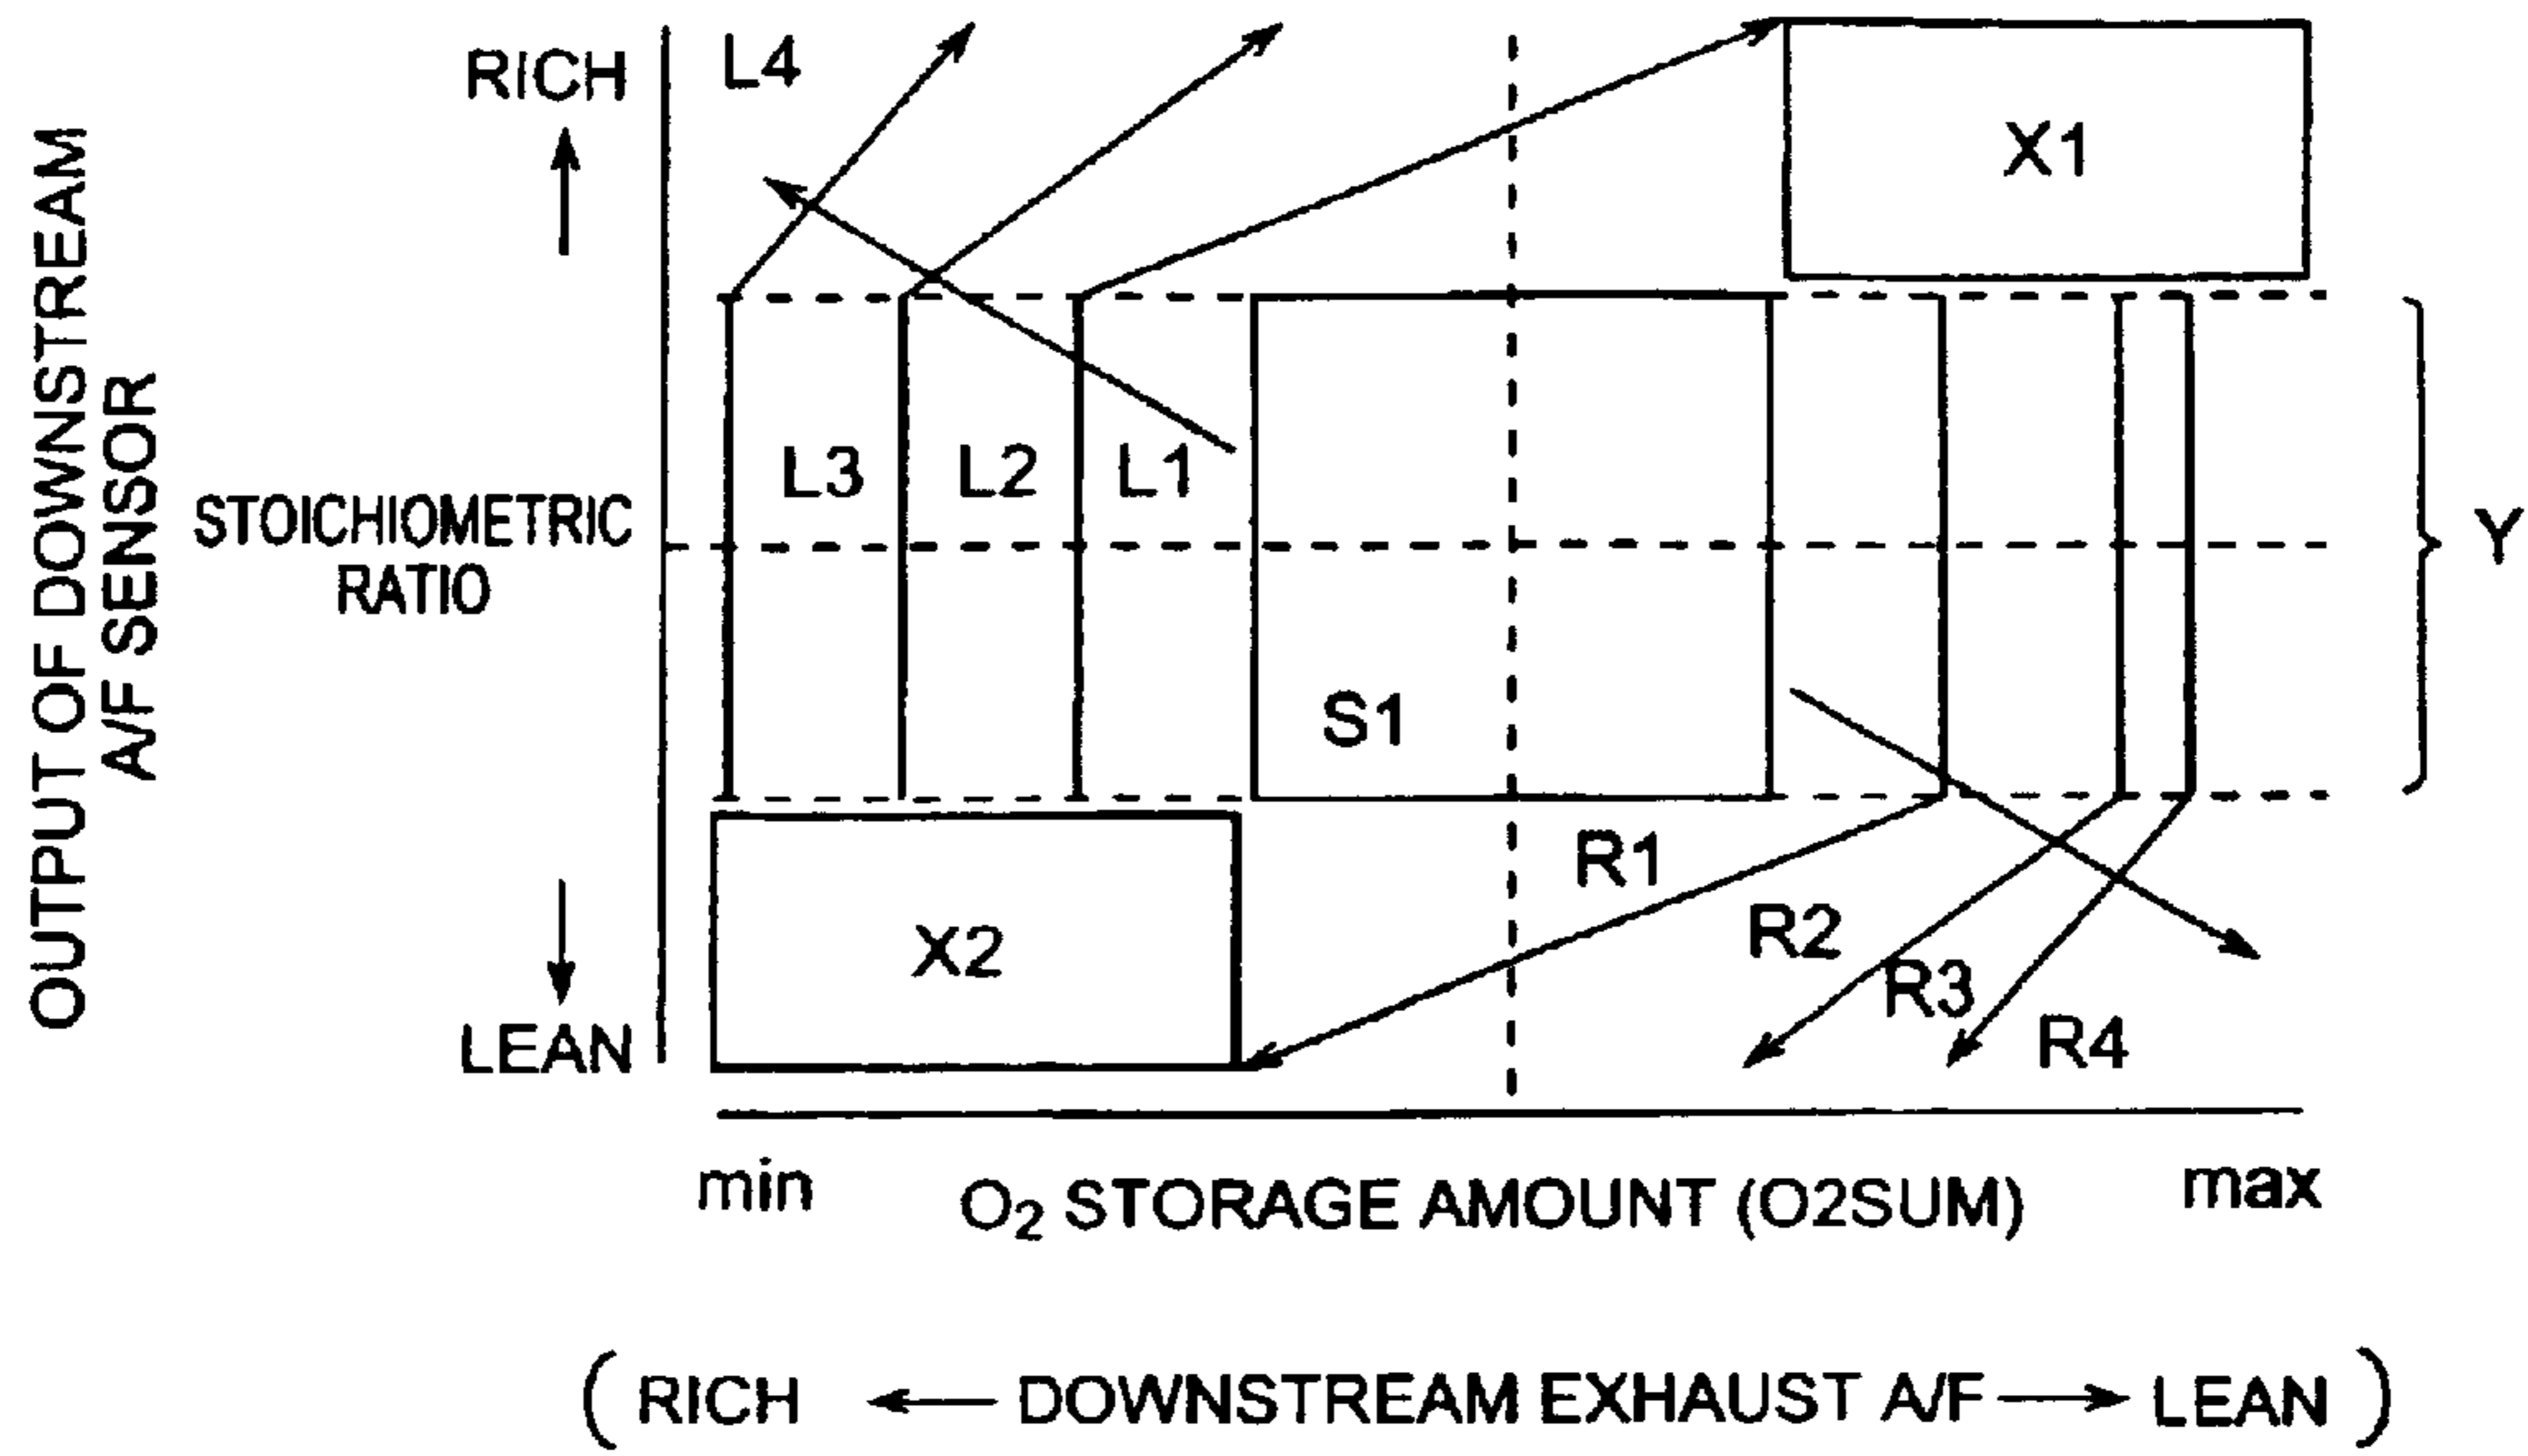 OUTPUT OF DOWNSTREAM
A/F SENSOR
RICH
STOICHIOMETRIC
RATIO
LEAN
L4
X1
L3
L2
L1
Y
S1
R1
X2
R2
R3
R4
min
O₂ STORAGE AMOUNT (O2SUM)
max
( RICH ← DOWNSTREAM EXHAUST A/F → LEAN )